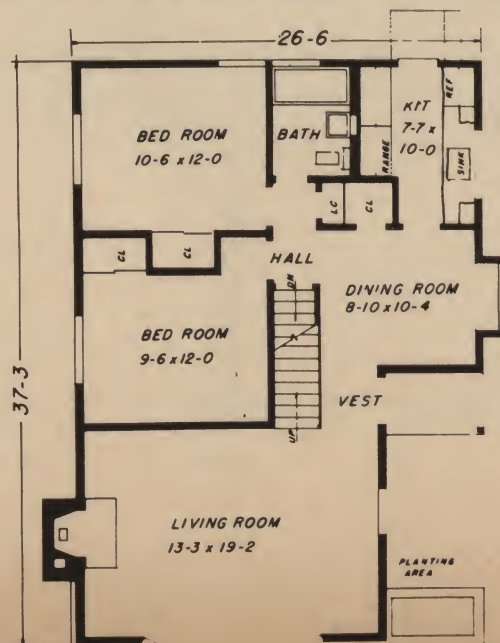 26-6
BED ROOM
10-6 x 12-0
BATH
KIT
7-7 x
10-0
REF
RANGE
SINK
LC
CL
CL
CL
HALL
DN
DINING ROOM
8-10 x 10-4
BED ROOM
9-6 x 12-0
37-3
VEST
UP
LIVING ROOM
13-3 x 19-2
PLANTING
AREA